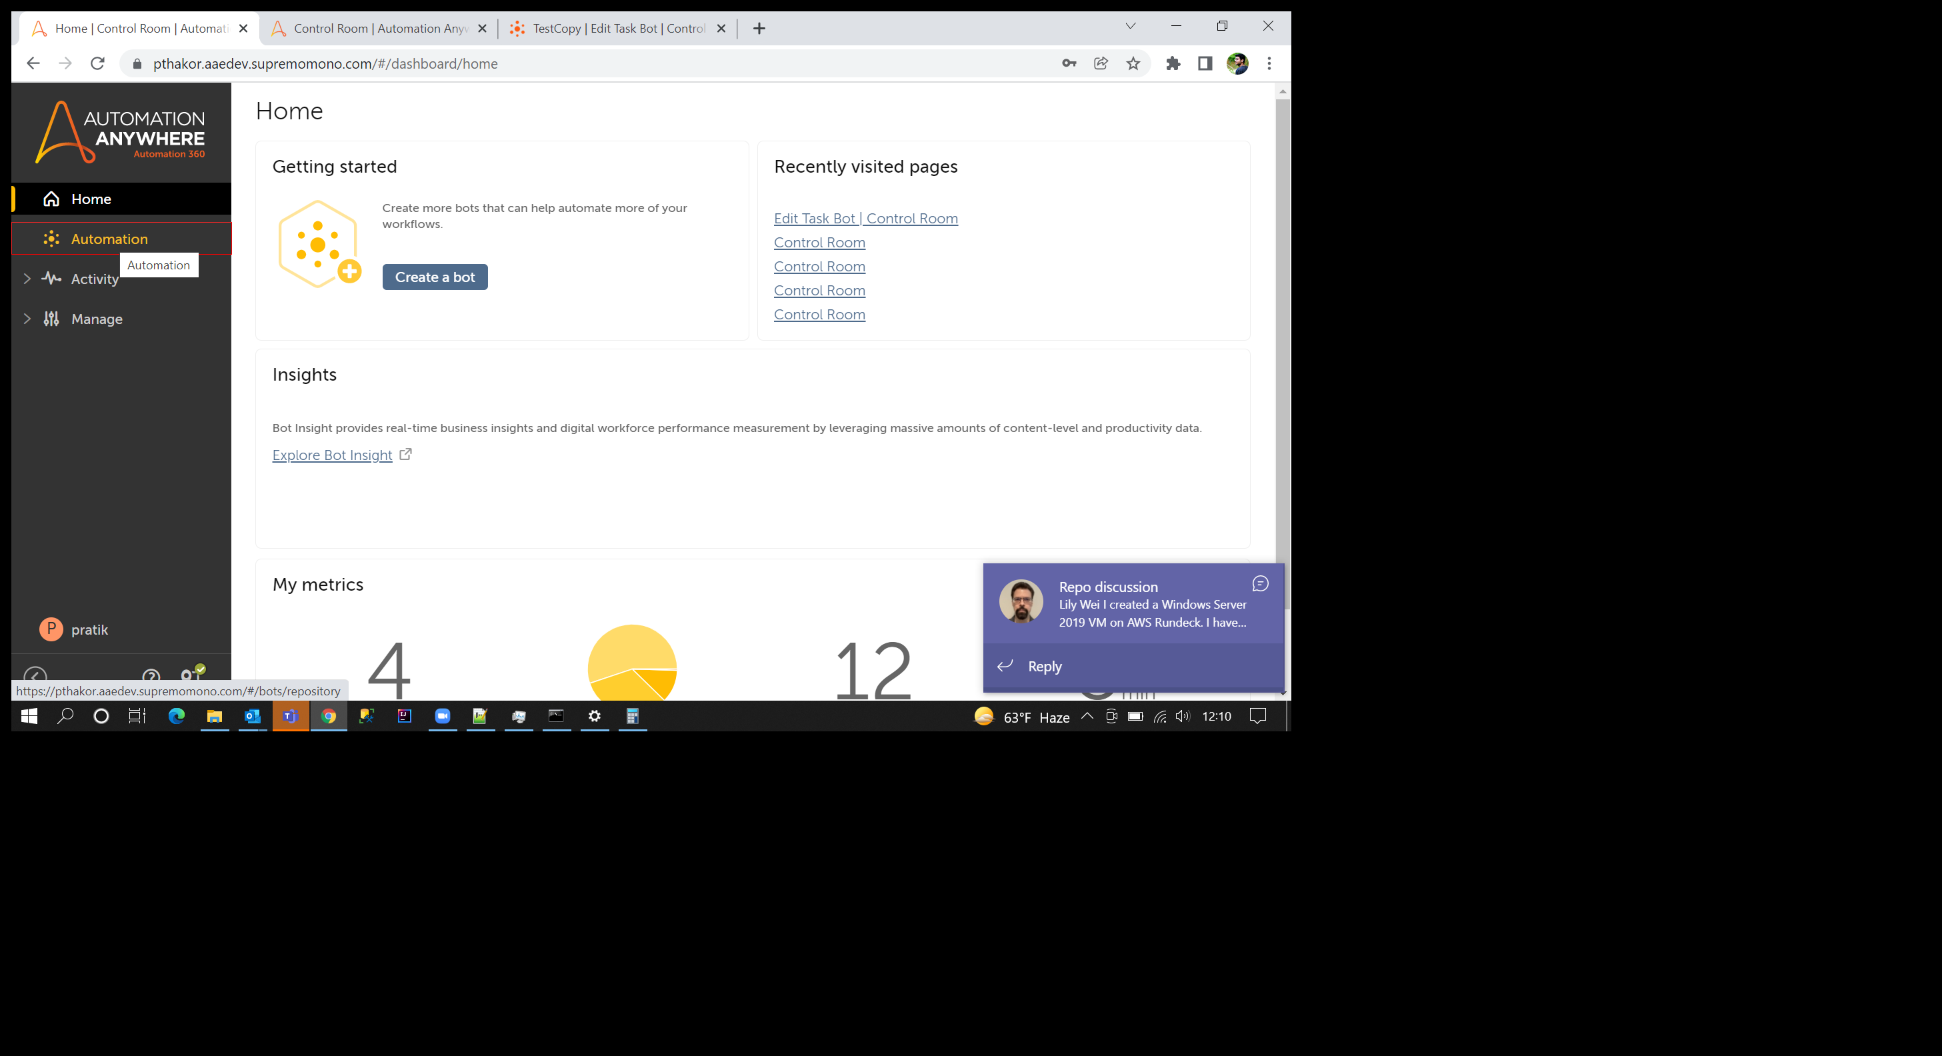 Home | Control Room | Automati
Control Room | Automation Anyw
TestCopy | Edit Task Bot | Control
pthakor.aaedev.supremomono.com/#/dashboard/home
AUTOMATION
ANYWHERE
Automation 360
Home
Automation
Automation
Activity
Manage
P
pratik
https://pthakor.aaedev.supremomono.com/#/bots/repository
Home
Getting started
Create more bots that can help automate more of your
workflows.
Create a bot
Recently visited pages
Edit Task Bot | Control Room
Control Room
Control Room
Control Room
Control Room
Insights
Bot Insight provides real-time business insights and digital workforce performance measurement by leveraging massive amounts of content-level and productivity data.
Explore Bot Insight
My metrics
4
12
Repo discussion
Lily Wei I created a Windows Server
2019 VM on AWS Rundeck. I have...
Reply
63°F Haze
12:10